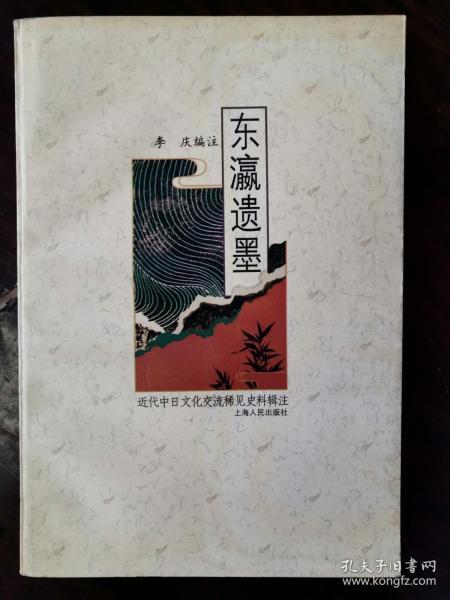 东瀛遗墨
李 庆编注
近代中日文化交流稀见史料辑注
上海人民出版社
孔夫子旧书网
www.kongfz.com